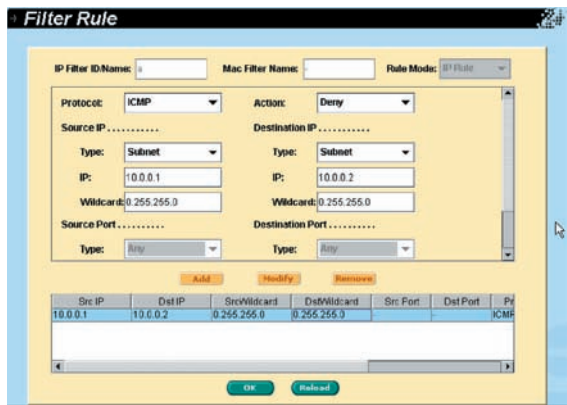 Filter Rule
IP Filter ID/Name: a Mac Filter Name: - Rule Mode: IP Rule
Protocol: ICMP Action: Deny
Source IP . . . . . . . . . . . Destination IP . . . . . . . . . . .
Type: Subnet Type: Subnet
IP: 10.0.0.1 IP: 10.0.0.2
Wildcard: 0.255.255.0 Wildcard: 0.255.255.0
Source Port . . . . . . . . . . Destination Port . . . . . . . . . .
Type: Any Type: Any
Add Modify Remove
Src IP Dst IP SrcWildcard DstWildcard Src Port Dst Port Pr
10.0.0.1 10.0.0.2 0.255.255.0 0.255.255.0 - - ICMP
OK Reload